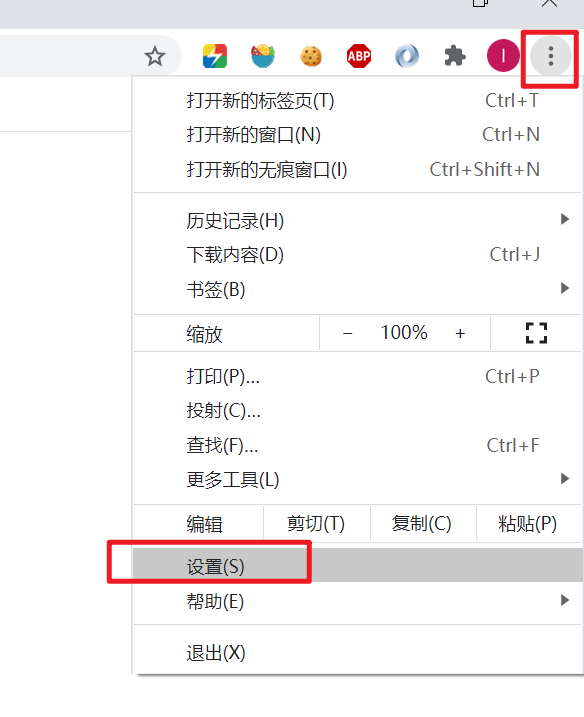 ABP
I
打开新的标签页(T) Ctrl+T
打开新的窗口(N) Ctrl+N
打开新的无痕窗口(I) Ctrl+Shift+N
历史记录(H)
下载内容(D) Ctrl+J
书签(B)
缩放 − 100% +
打印(P)... Ctrl+P
投射(C)...
查找(F)... Ctrl+F
更多工具(L)
编辑 剪切(T) 复制(C) 粘贴(P)
设置(S)
帮助(E)
退出(X)